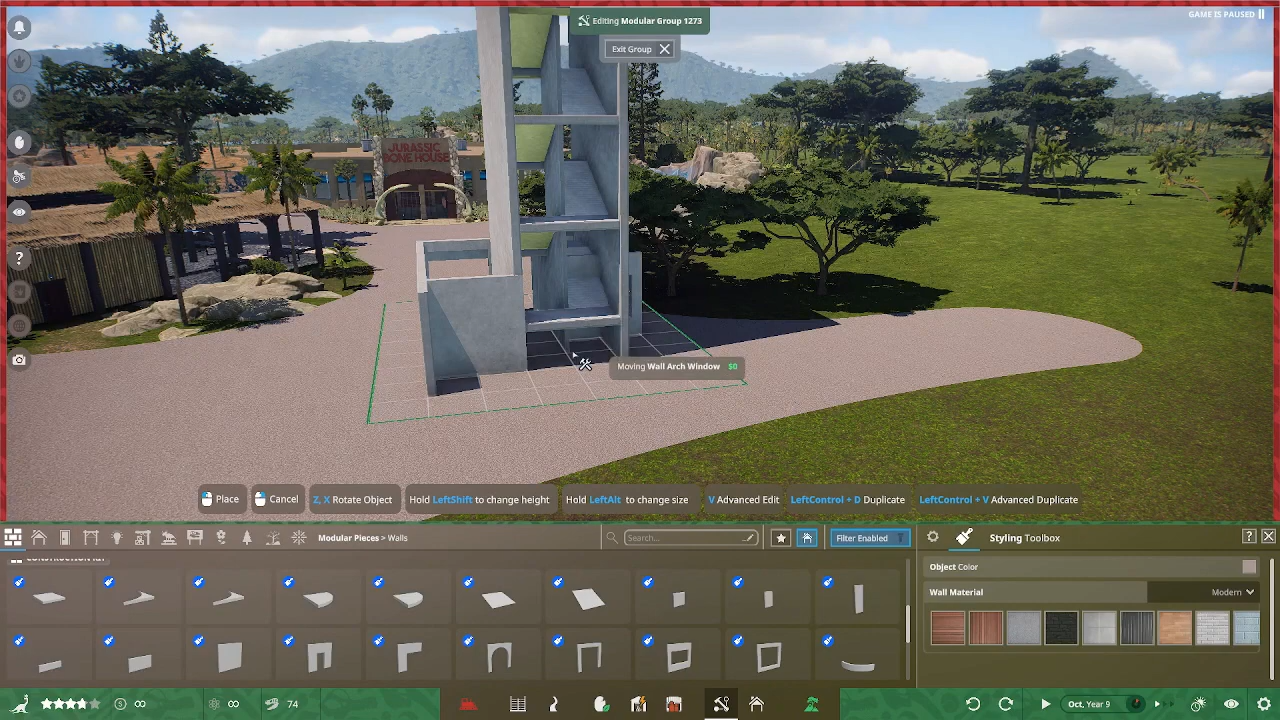 Editing Modular Group 1273
GAME IS PAUSED
Exit Group
JURASSIC
BONE HOUSE
?
Moving Wall Arch Window $0
Place
Cancel
Z, X Rotate Object
Hold LeftShift to change height
Hold LeftAlt to change size
V Advanced Edit
LeftControl + D Duplicate
LeftControl + V Advanced Duplicate
Modular Pieces > Walls
Search...
Filter Enabled
Styling Toolbox
?
Object Color
Wall Material
Modern
∞
∞
74
Oct, Year 9